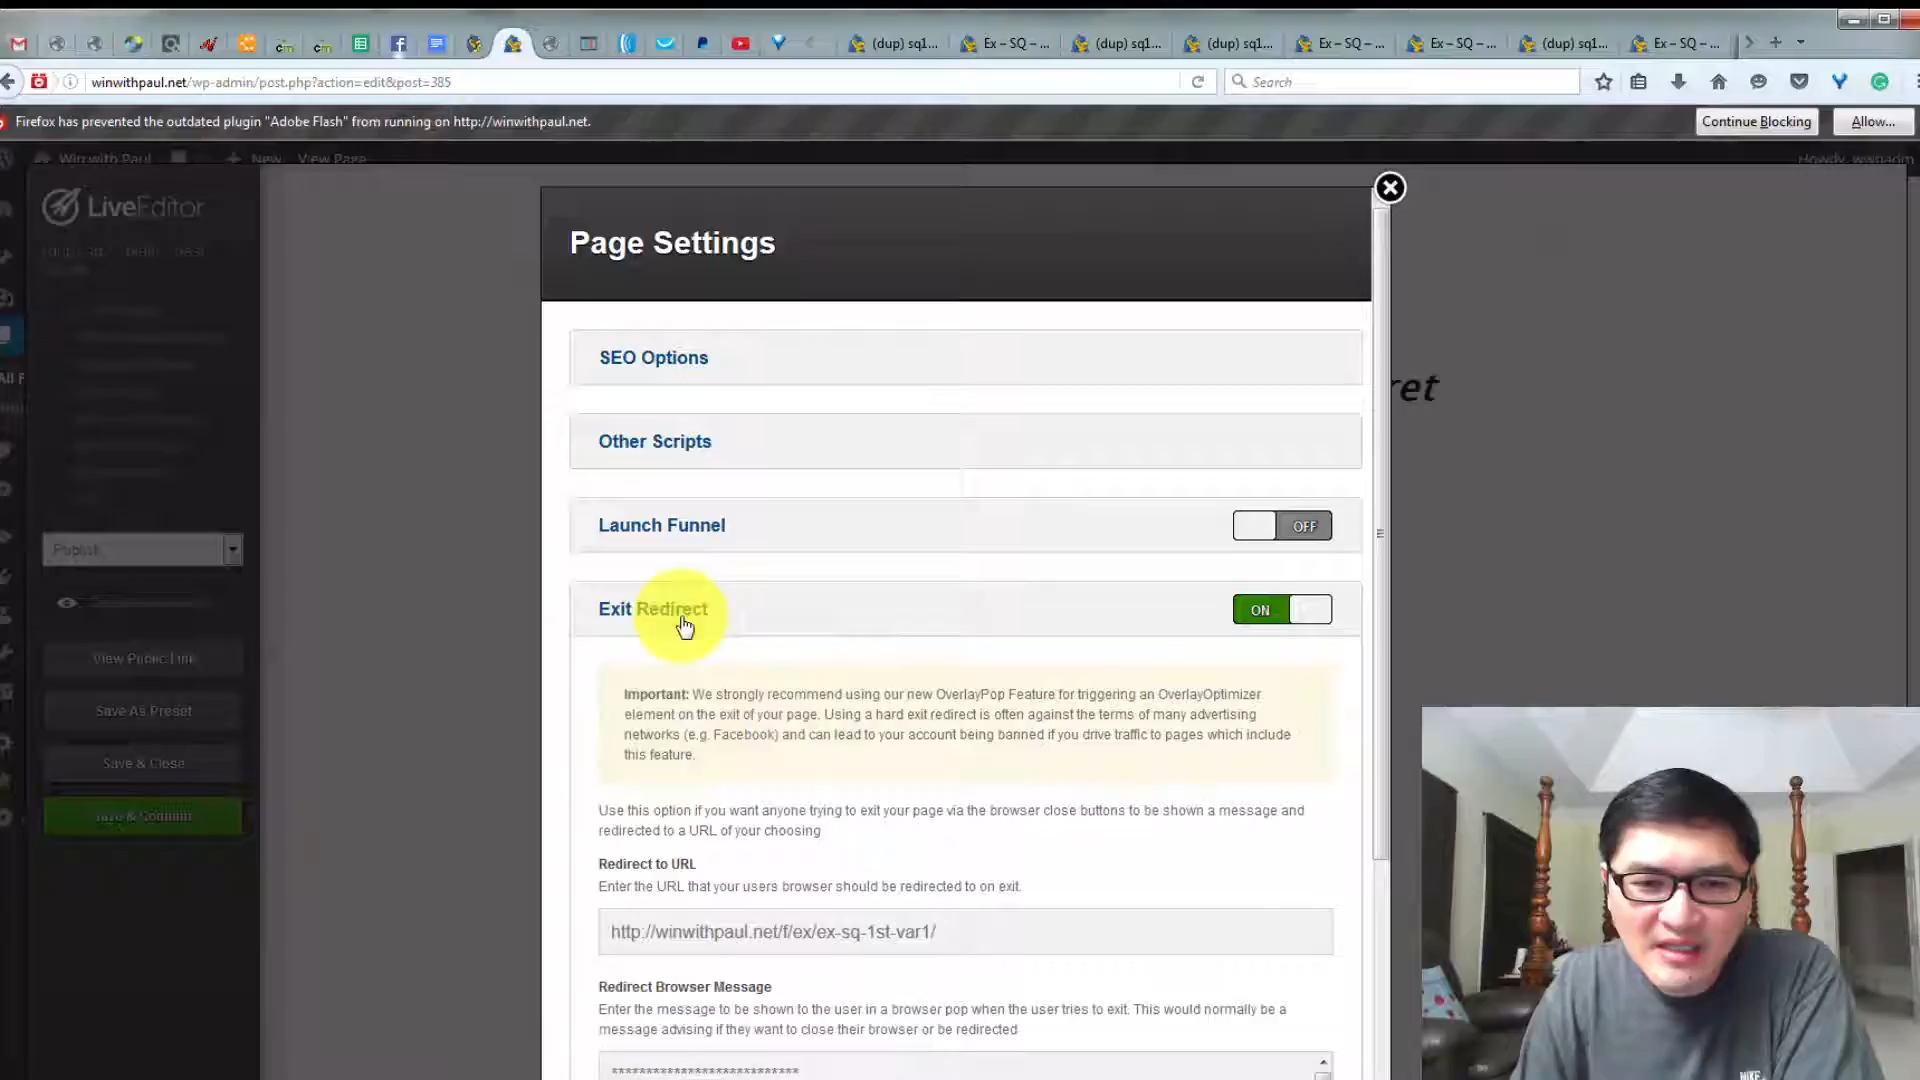 (dup) sq1...
Ex – SQ – ...
(dup) sq1...
(dup) sq1...
Ex – SQ – ...
Ex – SQ – ...
(dup) sq1...
Ex – SQ – ...
winwithpaul.net/wp-admin/post.php?action=edit&post=385
Search
Firefox has prevented the outdated plugin "Adobe Flash" from running on http://winwithpaul.net.
Continue Blocking
Allow...
Win with Paul
New
View Page
Howdy, wwpadm
LiveEditor
Page Settings
SEO Options
ret
Other Scripts
Launch Funnel
OFF
Publish
Exit Redirect
ON
View Public Link
Important: We strongly recommend using our new OverlayPop Feature for triggering an OverlayOptimizer
element on the exit of your page. Using a hard exit redirect is often against the terms of many advertising
networks (e.g. Facebook) and can lead to your account being banned if you drive traffic to pages which include
this feature.
Save As Preset
Save & Close
Save & Continue
Use this option if you want anyone trying to exit your page via the browser close buttons to be shown a message and
redirected to a URL of your choosing
Redirect to URL
Enter the URL that your users browser should be redirected to on exit.
http://winwithpaul.net/f/ex/ex-sq-1st-var1/
Redirect Browser Message
Enter the message to be shown to the user in a browser pop when the user tries to exit. This would normally be a
message advising if they want to close their browser or be redirected
***************************
NIKE